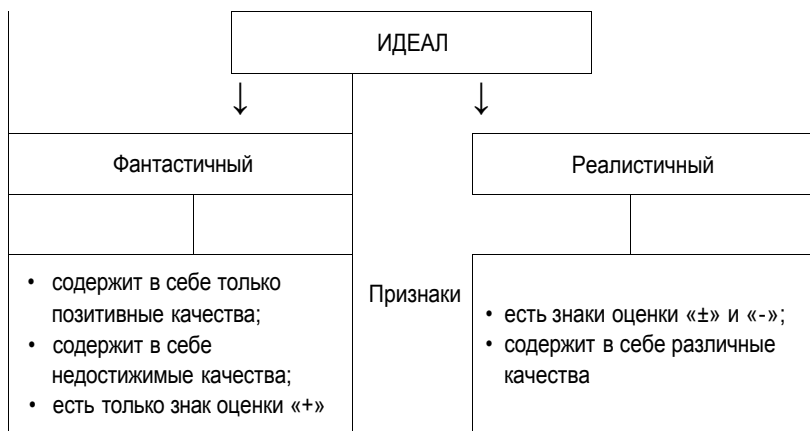 ИДЕАЛ
↓ ↓
Фантастичный
Реалистичный
• содержит в себе только
позитивные качества;
• содержит в себе
недостижимые качества;
• есть только знак оценки «+»
Признаки
• есть знаки оценки «±» и «-»;
• содержит в себе различные
качества